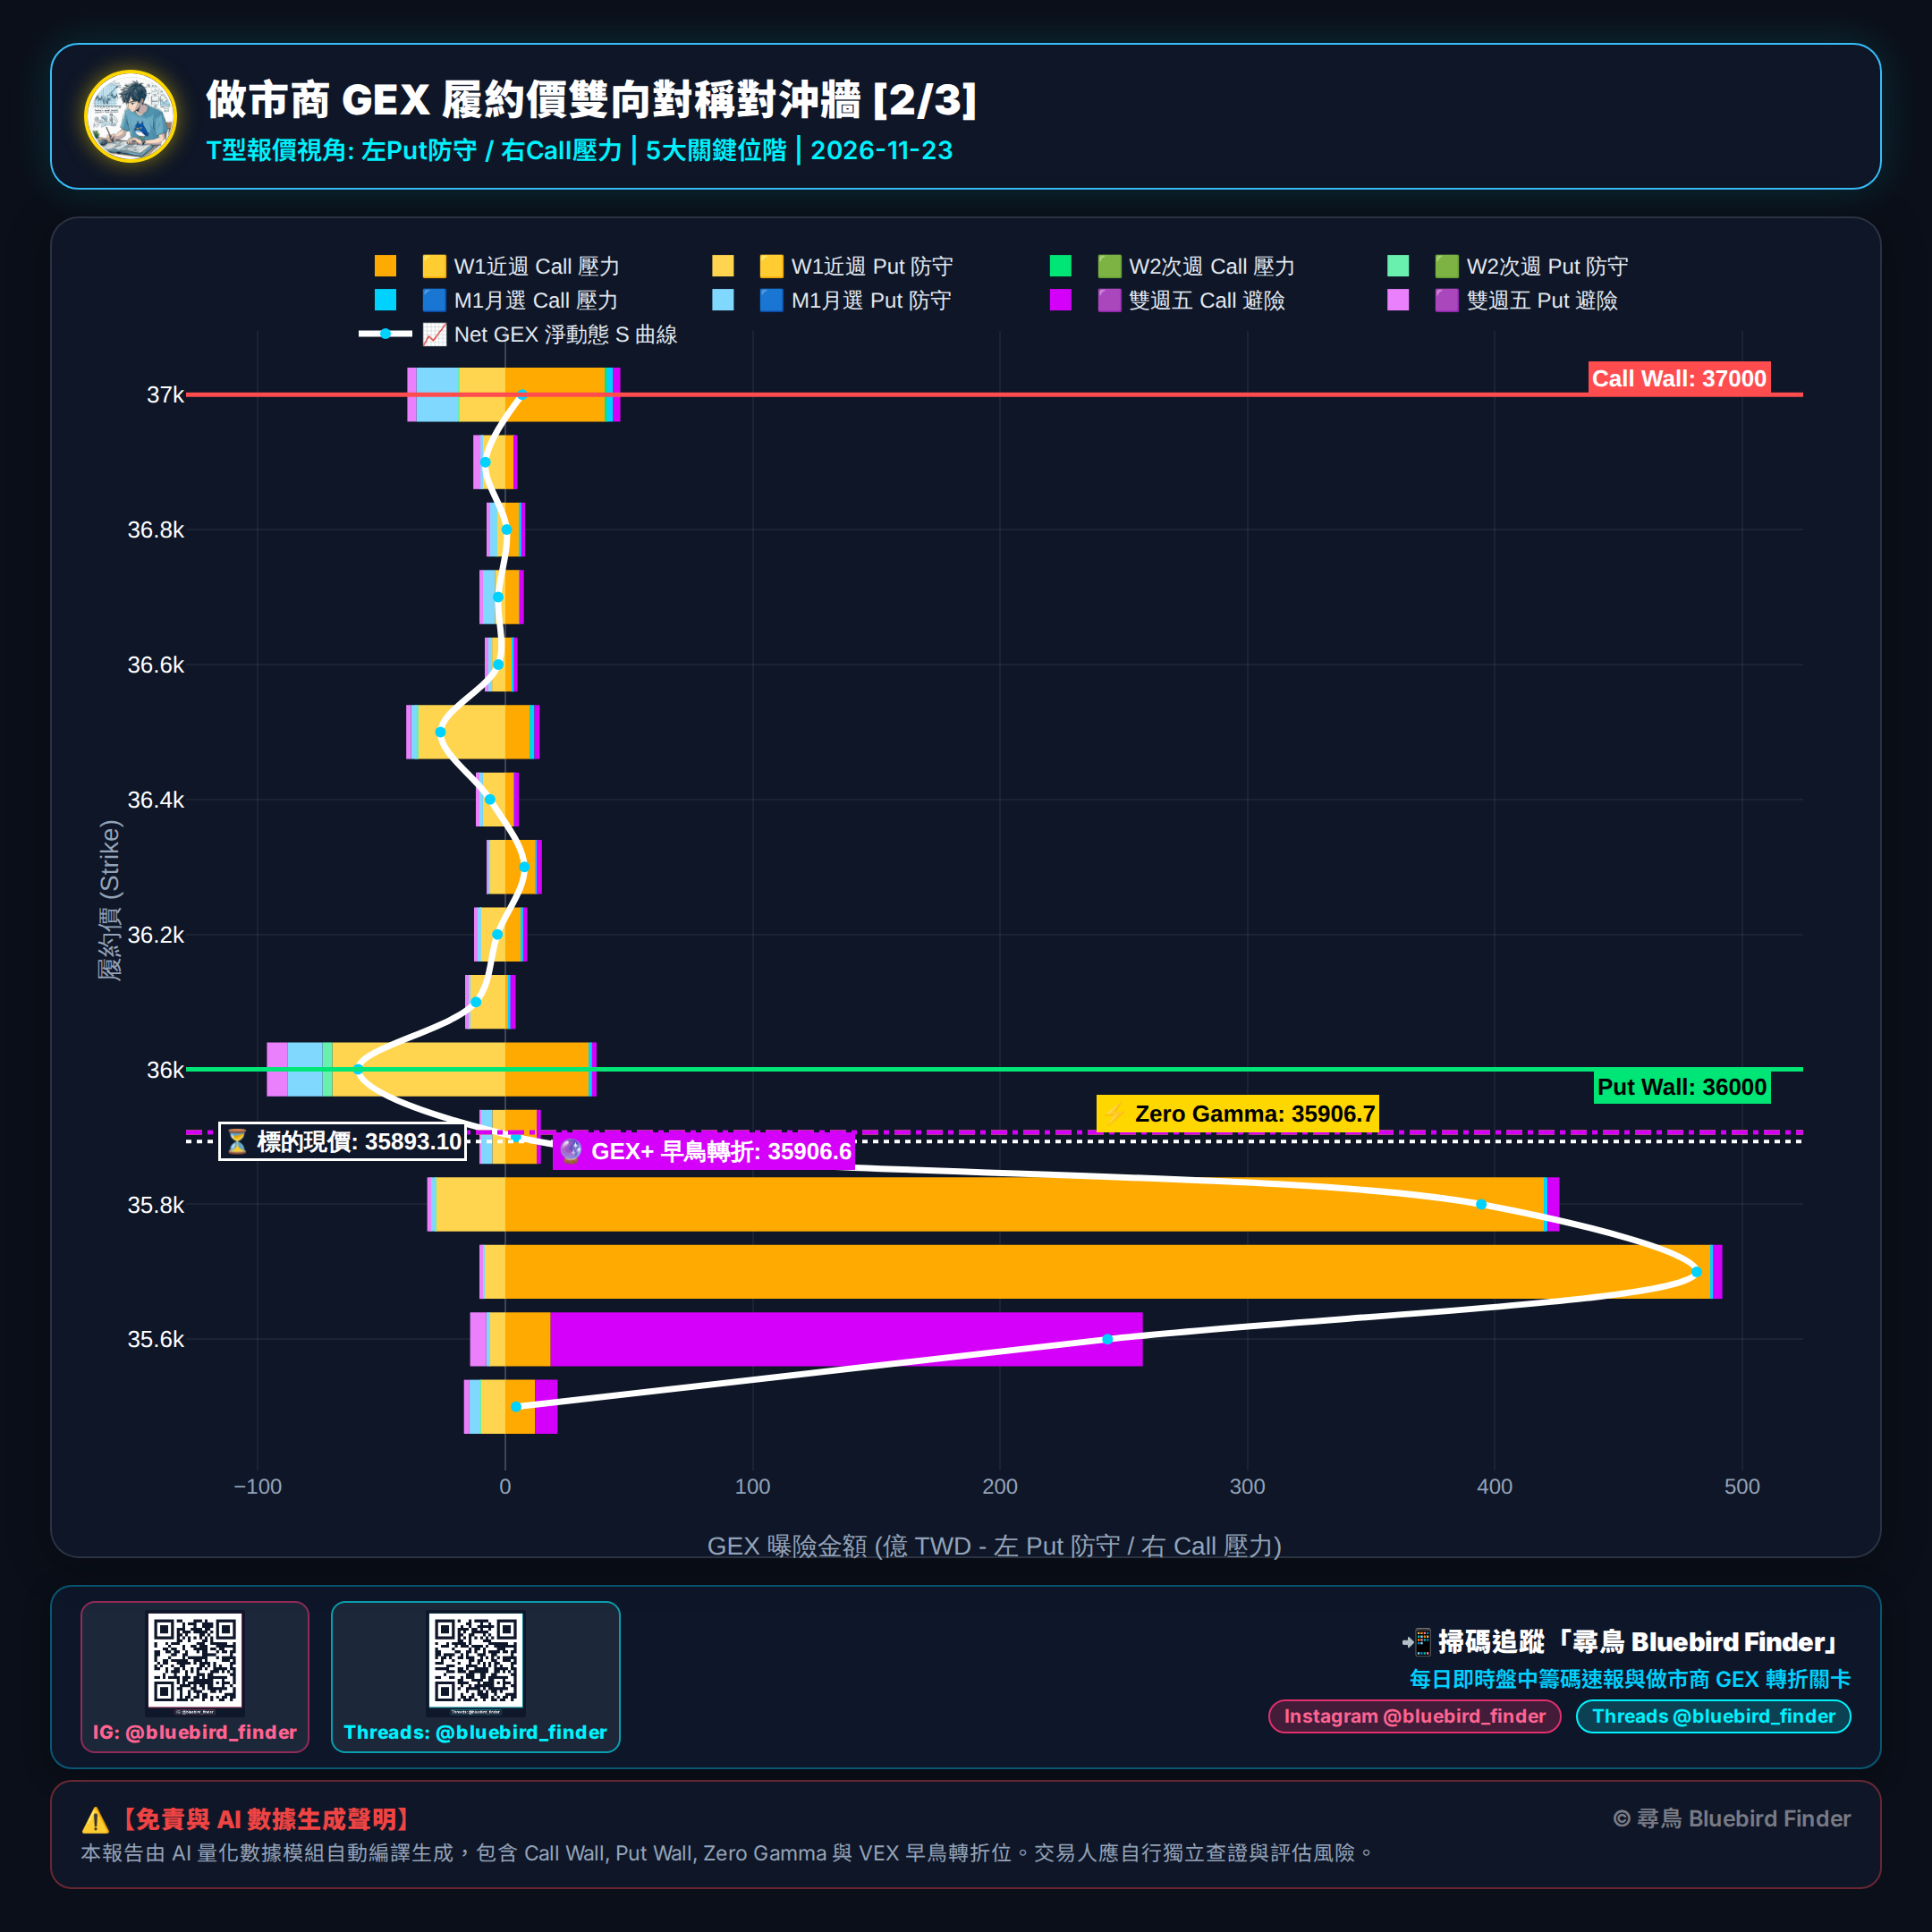 做市商 GEX 履約價雙向對稱對沖牆 [2/3]
T型報價視角: 左Put防守 / 右Call壓力 | 5大關鍵位階 | 2026-11-23
W1近週 Call 壓力
W1近週 Put 防守
W2次週 Call 壓力
W2次週 Put 防守
M1月選 Call 壓力
M1月選 Put 防守
雙週五 Call 避險
雙週五 Put 避險
Net GEX 淨動態 S 曲線
Call Wall: 37000
37k
36.8k
36.6k
36.4k
36.2k
36k
35.8k
35.6k
履約價 (Strike)
Put Wall: 36000
⚡ Zero Gamma: 35906.7
⏳ 標的現價: 35893.10
🔮 GEX+ 早鳥轉折: 35906.6
−100
0
100
200
300
400
500
GEX 曝險金額 (億 TWD - 左 Put 防守 / 右 Call 壓力)
IG: @bluebird_finder
Threads: @bluebird_finder
IG: @bluebird_finder
Threads: @bluebird_finder
📲 掃碼追蹤「尋鳥 Bluebird Finder」
每日即時盤中籌碼速報與做市商 GEX 轉折關卡
Instagram @bluebird_finder
Threads @bluebird_finder
⚠️【免責與 AI 數據生成聲明】
© 尋鳥 Bluebird Finder
本報告由 AI 量化數據模組自動編譯生成，包含 Call Wall, Put Wall, Zero Gamma 與 VEX 早鳥轉折位。交易人應自行獨立查證與評估風險。